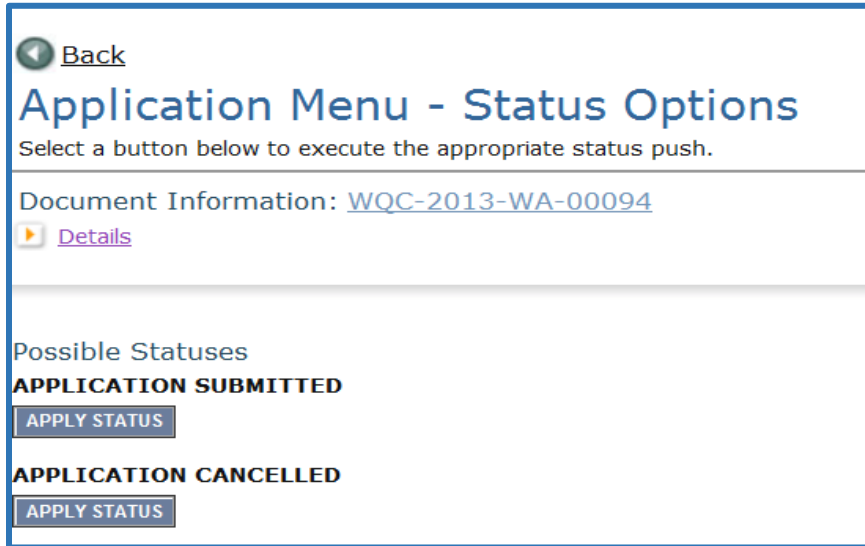 Back
Application Menu - Status Options
Select a button below to execute the appropriate status push.
Document Information: WQC-2013-WA-00094
Details
Possible Statuses
APPLICATION SUBMITTED
APPLY STATUS
APPLICATION CANCELLED
APPLY STATUS